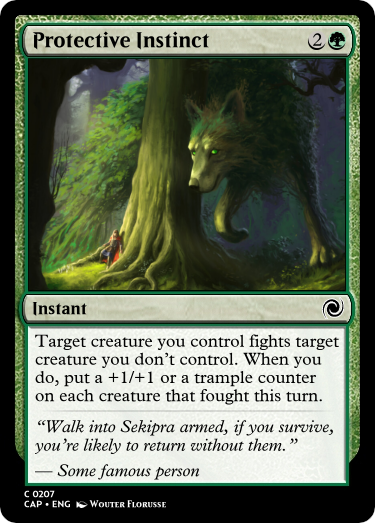 Protective Instinct 2
Instant
Target creature you control fights target
creature you don't control. When you
do, put a +1/+1 or a trample counter
on each creature that fought this turn.
“Walk into Sekipra armed, if you survive,
you're likely to return without them.”
— Some famous person
C 0207
CAP • ENG Wouter Florusse